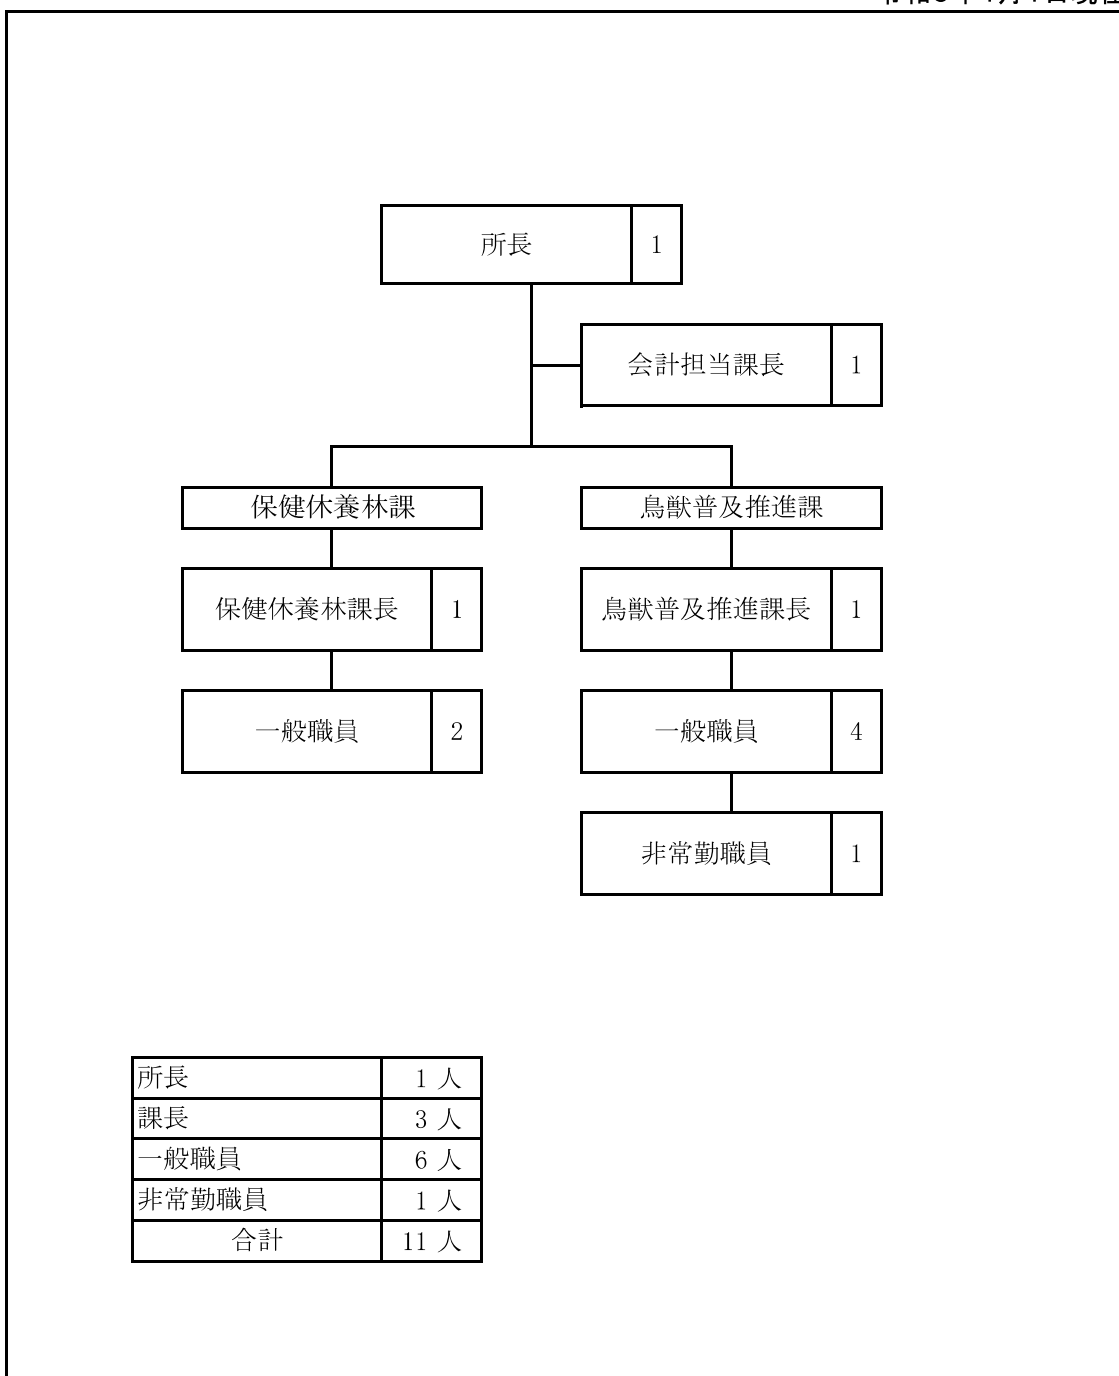 所長 1
会計担当課長 1
保健休養林課 鳥獣普及推進課
保健休養林課長 1 鳥獣普及推進課長 1
一般職員 2 一般職員 4
非常勤職員 1
所長 1 人
課長 3 人
一般職員 6 人
非常勤職員 1 人
合計 11 人